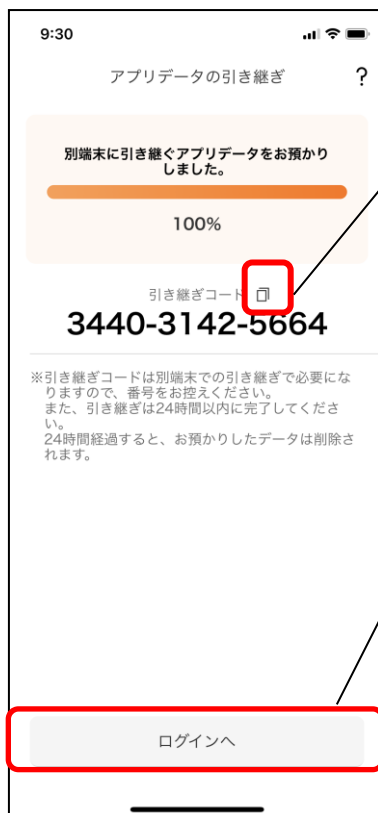 9:30
アプリデータの引き継ぎ ?
別端末に引き継ぐアプリデータをお預かり
しました。
100%
引き継ぎコード
3440-3142-5664
※引き継ぎコードは別端末での引き継ぎで必要にな
りますので、番号をお控えください。
また、引き継ぎは24時間以内に完了してくださ
い。
24時間経過すると、お預かりしたデータは削除さ
れます。
ログインへ